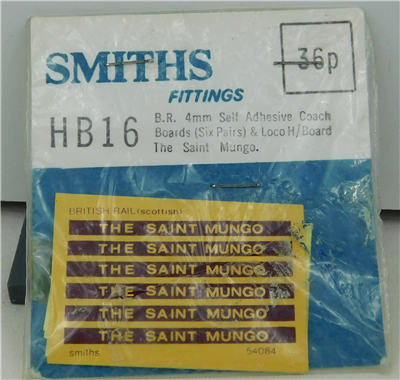 SMITHS
36p
FITTINGS
HB16
B.R. 4mm Self Adhesive Coach
Boards (Six Pairs) & Loco H/Board
The Saint Mungo.
BRITISH RAIL (scottish)
THE SAINT MUNGO
THE SAINT MUNGO
THE SAINT MUNGO
THE SAINT MUNGO
THE SAINT MUNGO
THE SAINT MUNGO
smiths
54084